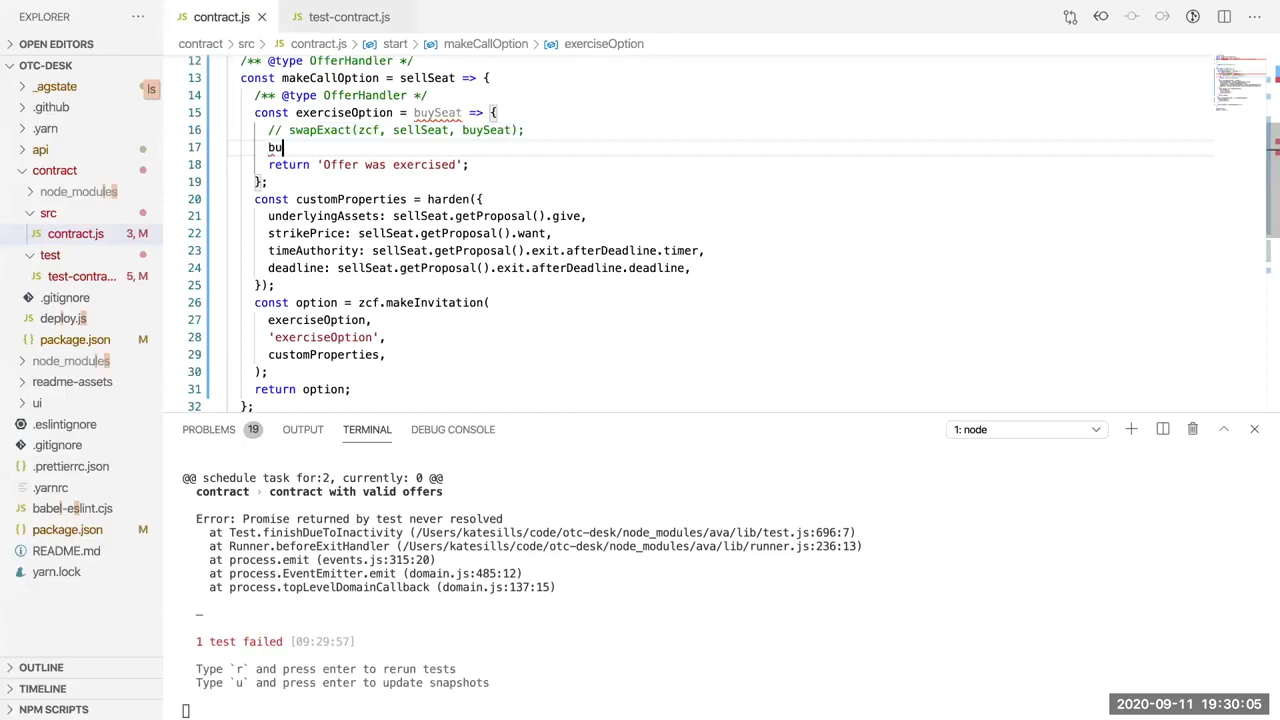 EXPLORER
OPEN EDITORS
OTC-DESK
_agstate
ls
.github
.yarn
api
contract
node_modules
src
contract.js 3, M
test
test-contra... 5, M
.gitignore
deploy.js
package.json M
node_modules
readme-assets
ui
.eslintignore
.gitignore
.prettierrc.json
.yarnrc
babel-eslint.cjs
package.json M
README.md
yarn.lock
OUTLINE
TIMELINE
NPM SCRIPTS
contract.js
test-contract.js
contract > src > contract.js > start > makeCallOption > exerciseOption
12 /** @type OfferHandler */
13 const makeCallOption = sellSeat => {
14 /** @type OfferHandler */
15 const exerciseOption = buySeat => {
16 // swapExact(zcf, sellSeat, buySeat);
17 bu
18 return 'Offer was exercised';
19 };
20 const customProperties = harden({
21 underlyingAssets: sellSeat.getProposal().give,
22 strikePrice: sellSeat.getProposal().want,
23 timeAuthority: sellSeat.getProposal().exit.afterDeadline.timer,
24 deadline: sellSeat.getProposal().exit.afterDeadline.deadline,
25 });
26 const option = zcf.makeInvitation(
27 exerciseOption,
28 'exerciseOption',
29 customProperties,
30 );
31 return option;
32 };
PROBLEMS 19 OUTPUT TERMINAL DEBUG CONSOLE 1: node
@@ schedule task for:2, currently: 0 @@
contract › contract with valid offers
Error: Promise returned by test never resolved
at Test.finishDueToInactivity (/Users/katesills/code/otc-desk/node_modules/ava/lib/test.js:696:7)
at Runner.beforeExitHandler (/Users/katesills/code/otc-desk/node_modules/ava/lib/runner.js:236:13)
at process.emit (events.js:315:20)
at process.EventEmitter.emit (domain.js:485:12)
at process.topLevelDomainCallback (domain.js:137:15)
─
1 test failed [09:29:57]
Type `r` and press enter to rerun tests
Type `u` and press enter to update snapshots
2020-09-11 19:30:05